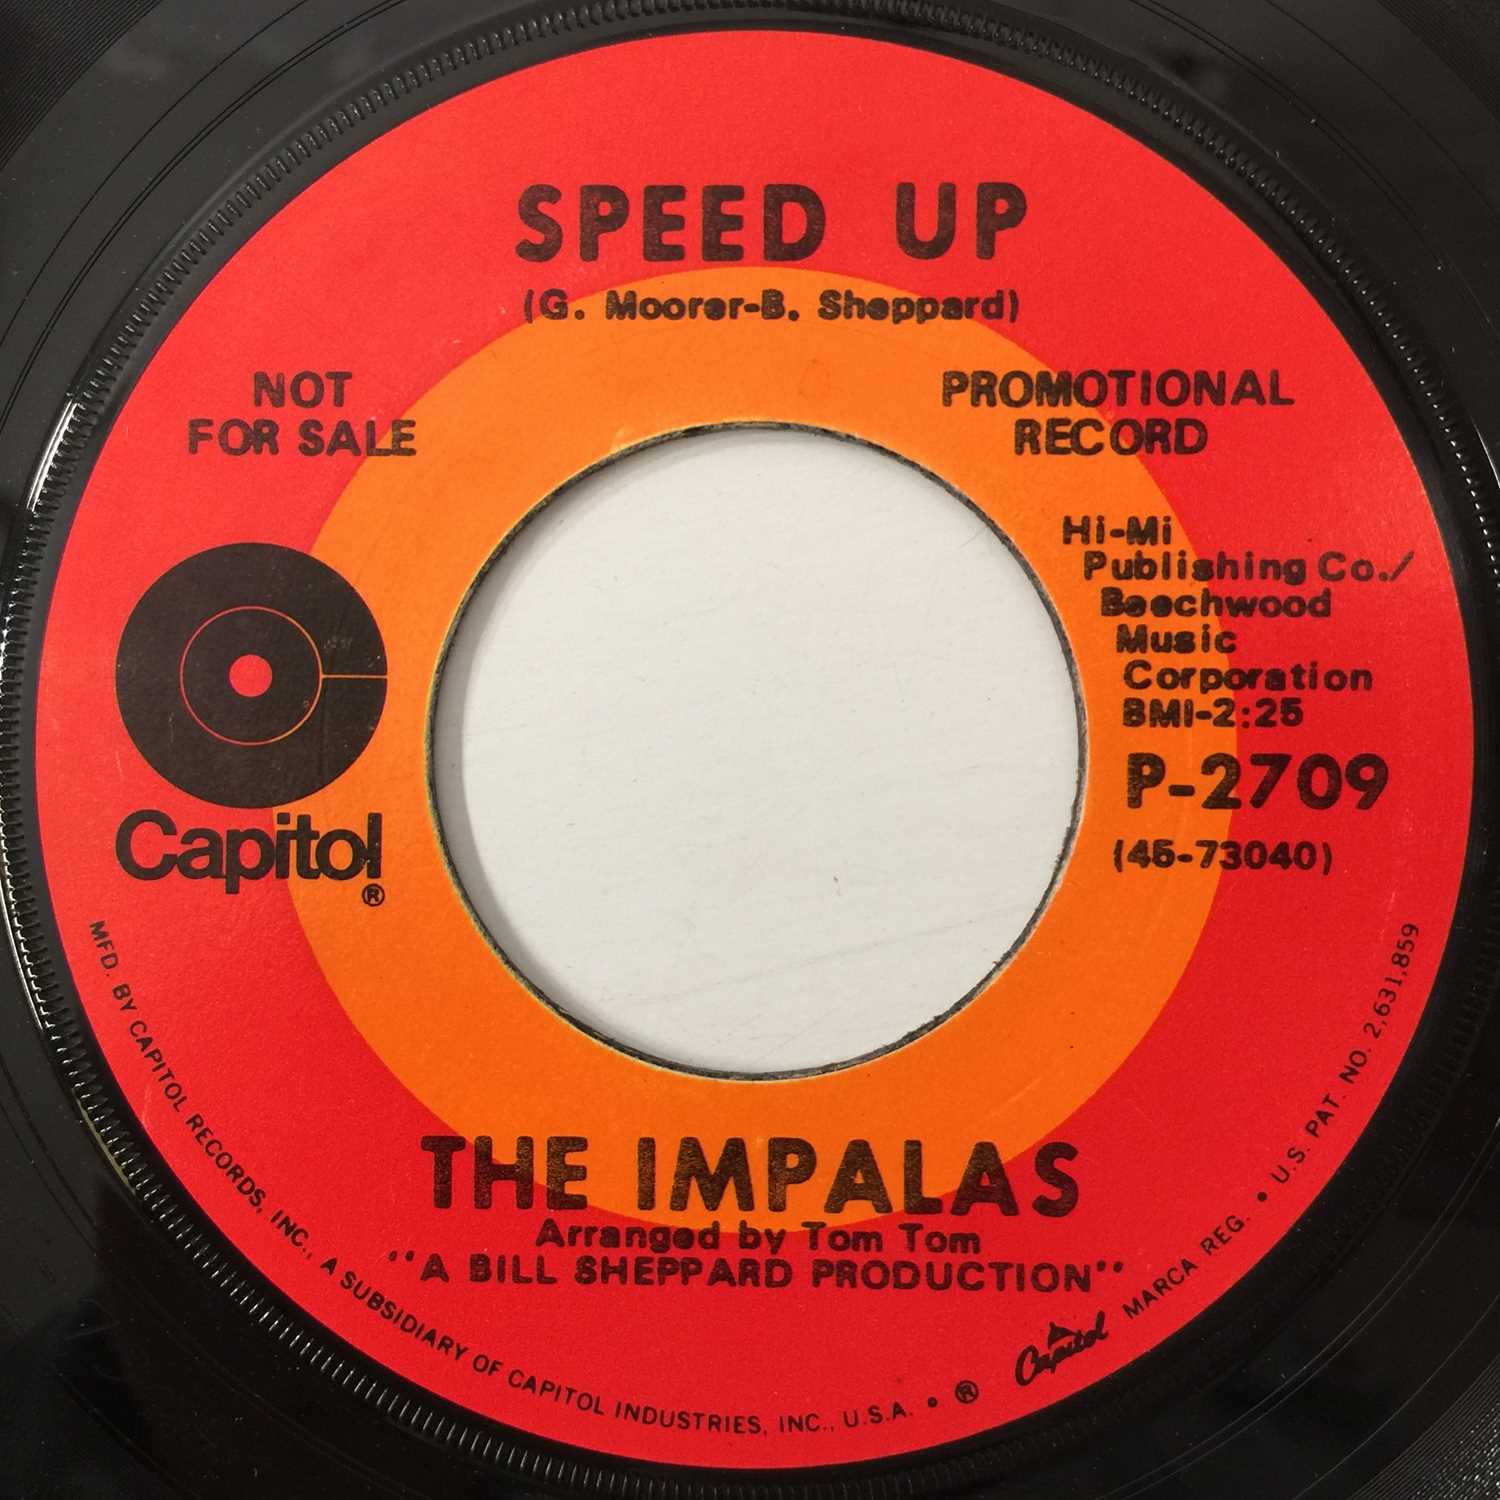 SPEED UP
(G. Moorer-B. Sheppard)
NOT
FOR SALE
PROMOTIONAL
RECORD
Hi-Mi
Publishing Co./
Beechwood
Music
Corporation
BMI-2:25
P-2709
(45-73040)
Capitol®
THE IMPALAS
Arranged by Tom Tom
"A BILL SHEPPARD PRODUCTION"
MFD. BY CAPITOL RECORDS, INC., A SUBSIDIARY OF CAPITOL INDUSTRIES, INC., U.S.A. • ® Capitol MARCA REG. • U.S. PAT. NO. 2,631,859